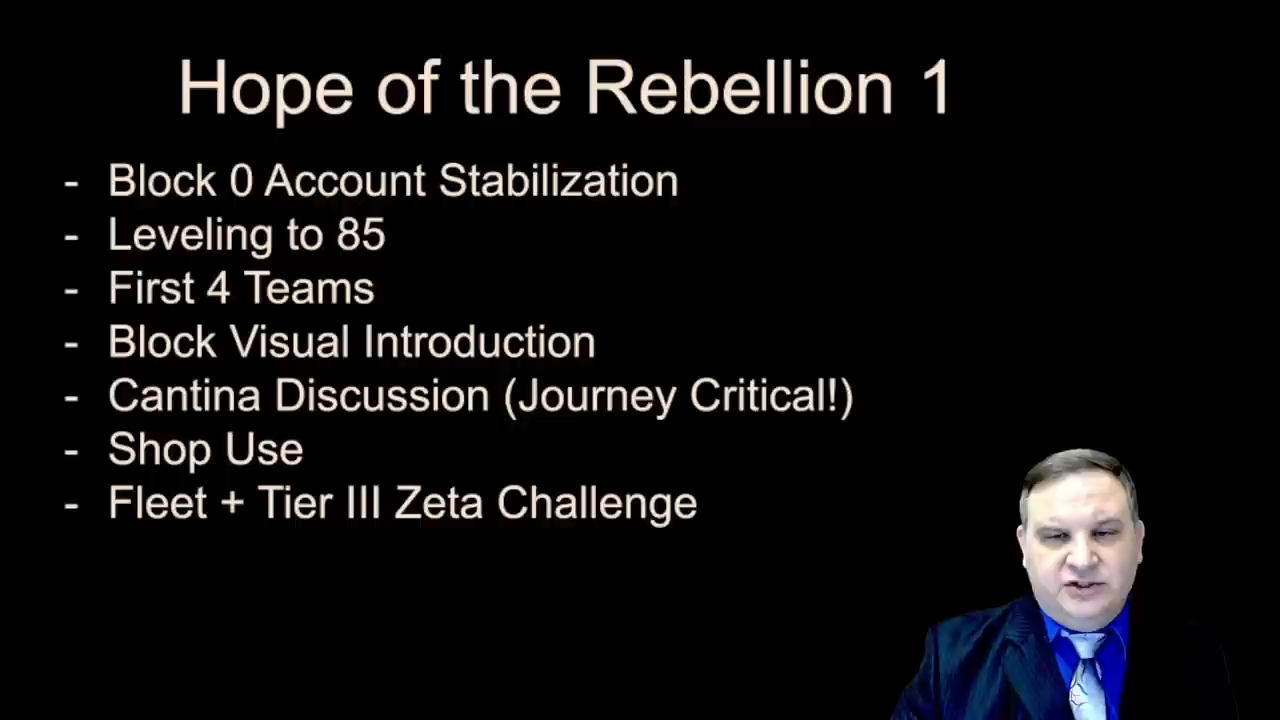 Hope of the Rebellion 1
- Block 0 Account Stabilization
- Leveling to 85
- First 4 Teams
- Block Visual Introduction
- Cantina Discussion (Journey Critical!)
- Shop Use
- Fleet + Tier III Zeta Challenge